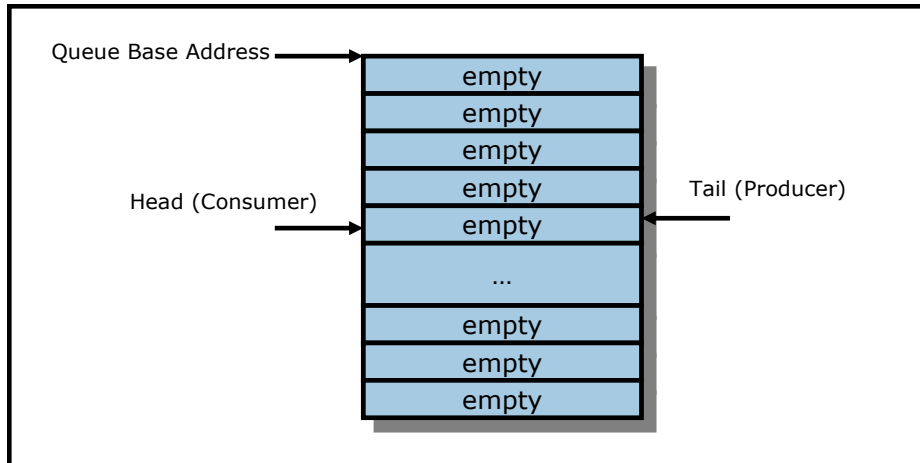 Queue Base Address
empty
empty
empty
empty
Head (Consumer)
Tail (Producer)
empty
…
empty
empty
empty